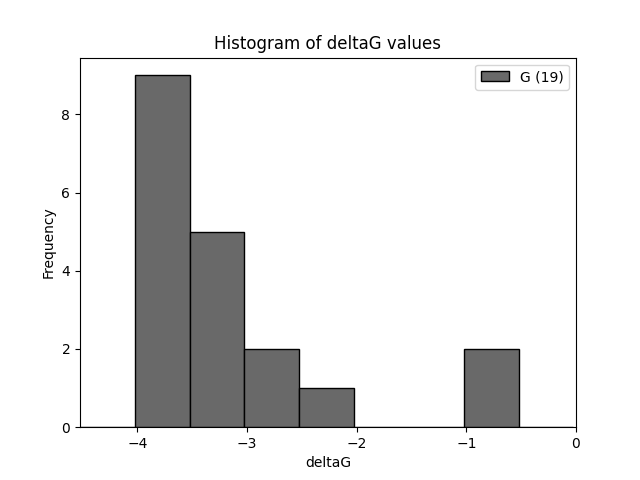 Histogram of deltaG values
G (19)
Frequency
8
6
4
2
0
−4
−3
−2
−1
0
deltaG